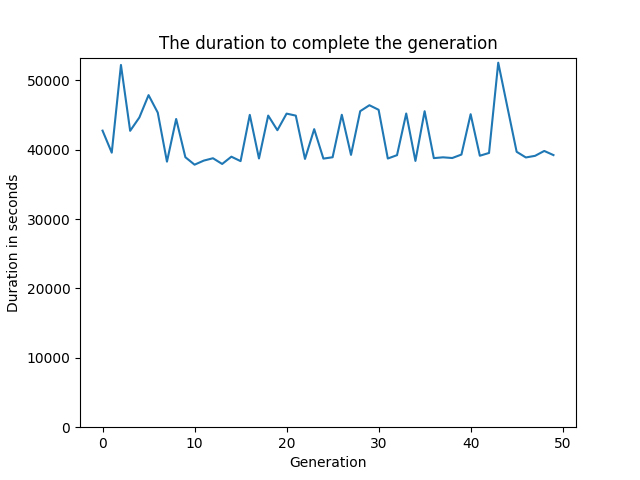 The duration to complete the generation
50000
40000
30000
20000
10000
0
Duration in seconds
0 10 20 30 40 50
Generation